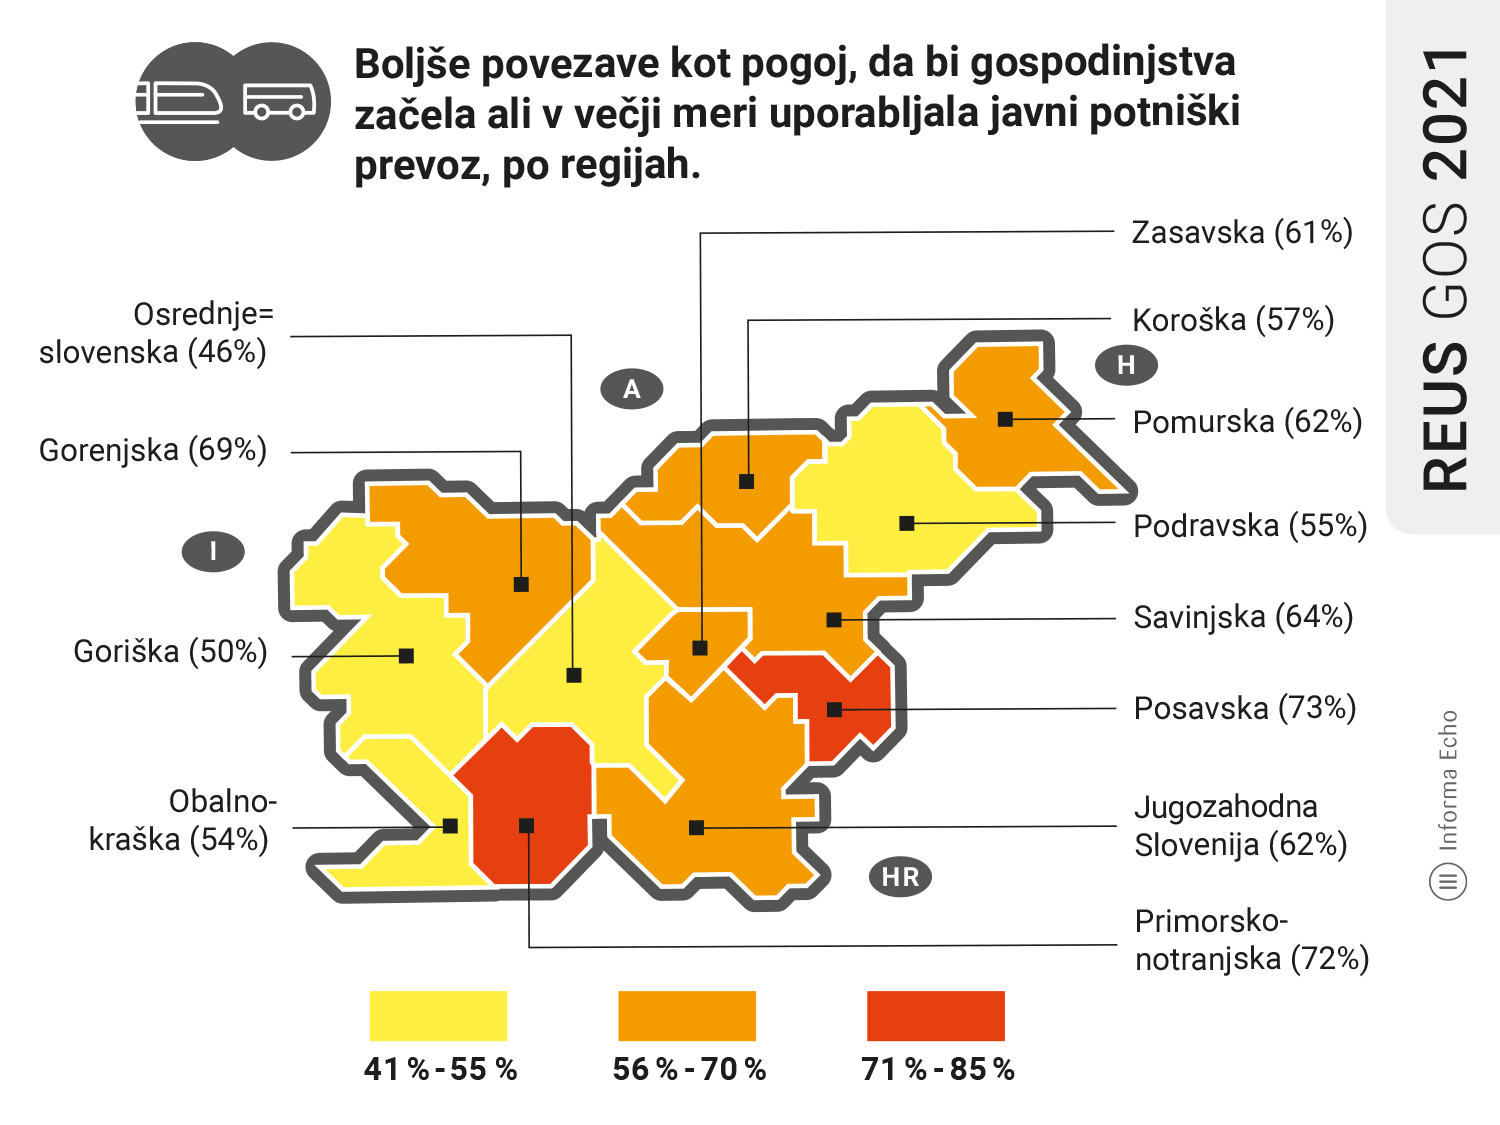 Boljše povezave kot pogoj, da bi gospodinjstva
začela ali v večji meri uporabljala javni potniški
prevoz, po regijah.
REUS GOS 2021
Zasavska (61%)
Osrednje=
slovenska (46%)
Koroška (57%)
H
A
Pomurska (62%)
Gorenjska (69%)
Podravska (55%)
I
Savinjska (64%)
Goriška (50%)
Posavska (73%)
Obalno-
kraška (54%)
Jugozahodna
Slovenija (62%)
HR
Primorsko-
notranjska (72%)
Informa Echo
41 % - 55 %
56 % - 70 %
71 % - 85 %